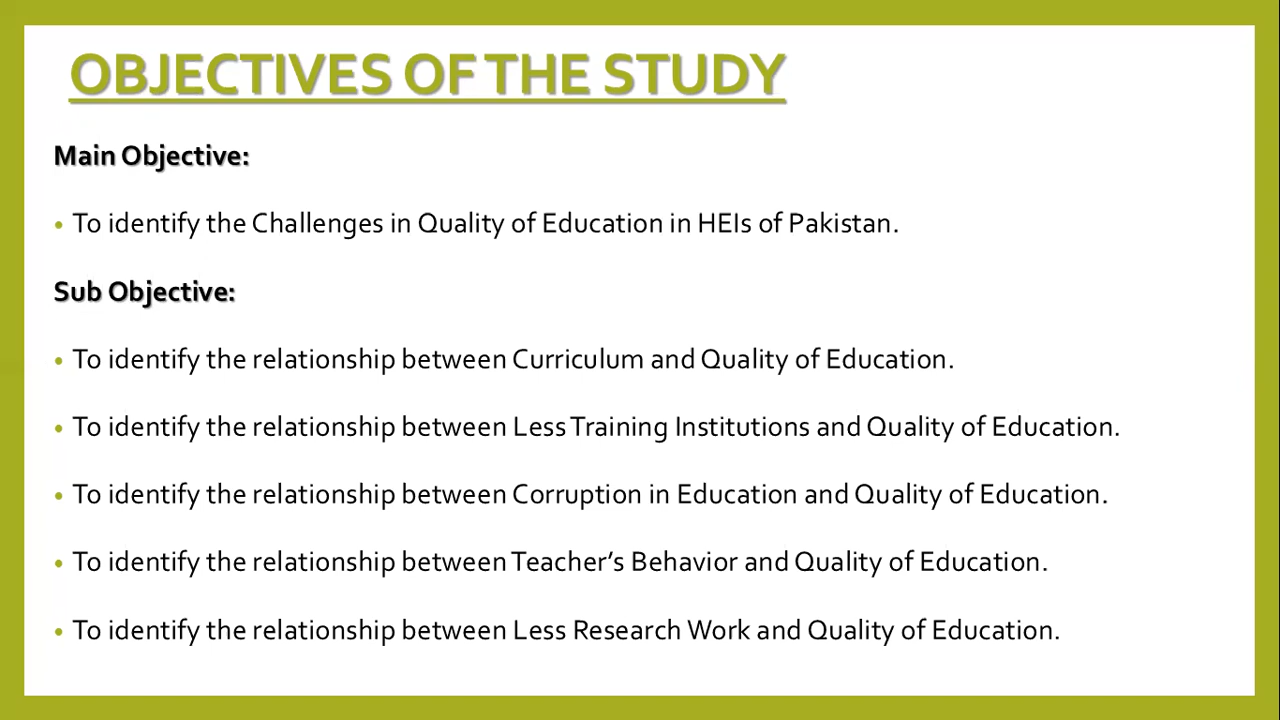 OBJECTIVES OF THE STUDY
Main Objective:
• To identify the Challenges in Quality of Education in HEIs of Pakistan.
Sub Objective:
• To identify the relationship between Curriculum and Quality of Education.
• To identify the relationship between Less Training Institutions and Quality of Education.
• To identify the relationship between Corruption in Education and Quality of Education.
• To identify the relationship between Teacher’s Behavior and Quality of Education.
• To identify the relationship between Less Research Work and Quality of Education.